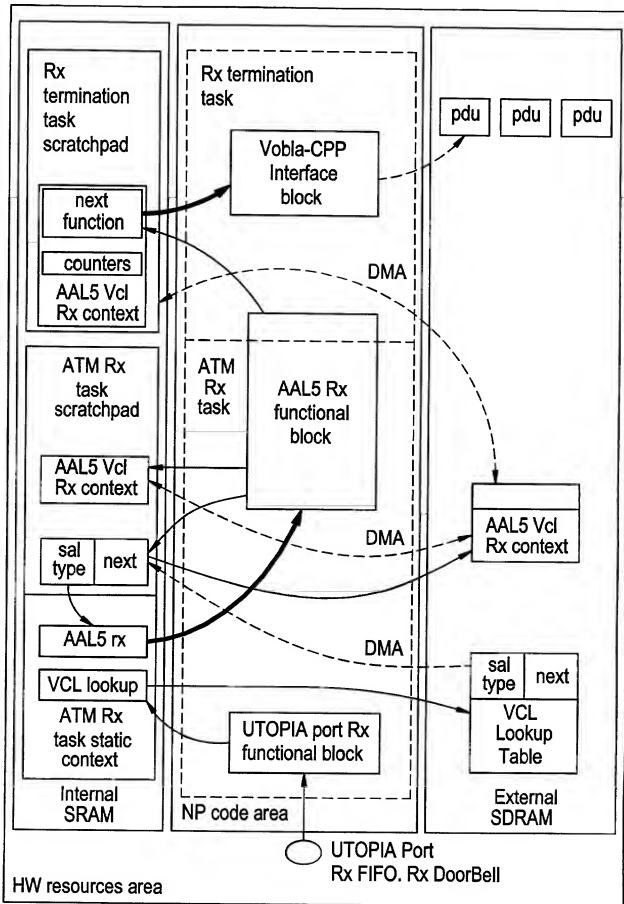 Rx
termination
task
scratchpad
next
function
counters
AAL5 Vcl
Rx context
ATM Rx
task
scratchpad
AAL5 Vcl
Rx context
sal
type
next
AAL5 rx
VCL lookup
ATM Rx
task static
context
Internal
SRAM
Rx termination
task
Vobla-CPP
Interface
block
DMA
ATM
Rx
task
AAL5 Rx
functional
block
DMA
DMA
UTOPIA port Rx
functional block
NP code area
pdu
pdu
pdu
AAL5 Vcl
Rx context
sal
type
next
VCL
Lookup
Table
External
SDRAM
UTOPIA Port
Rx FIFO. Rx DoorBell
HW resources area